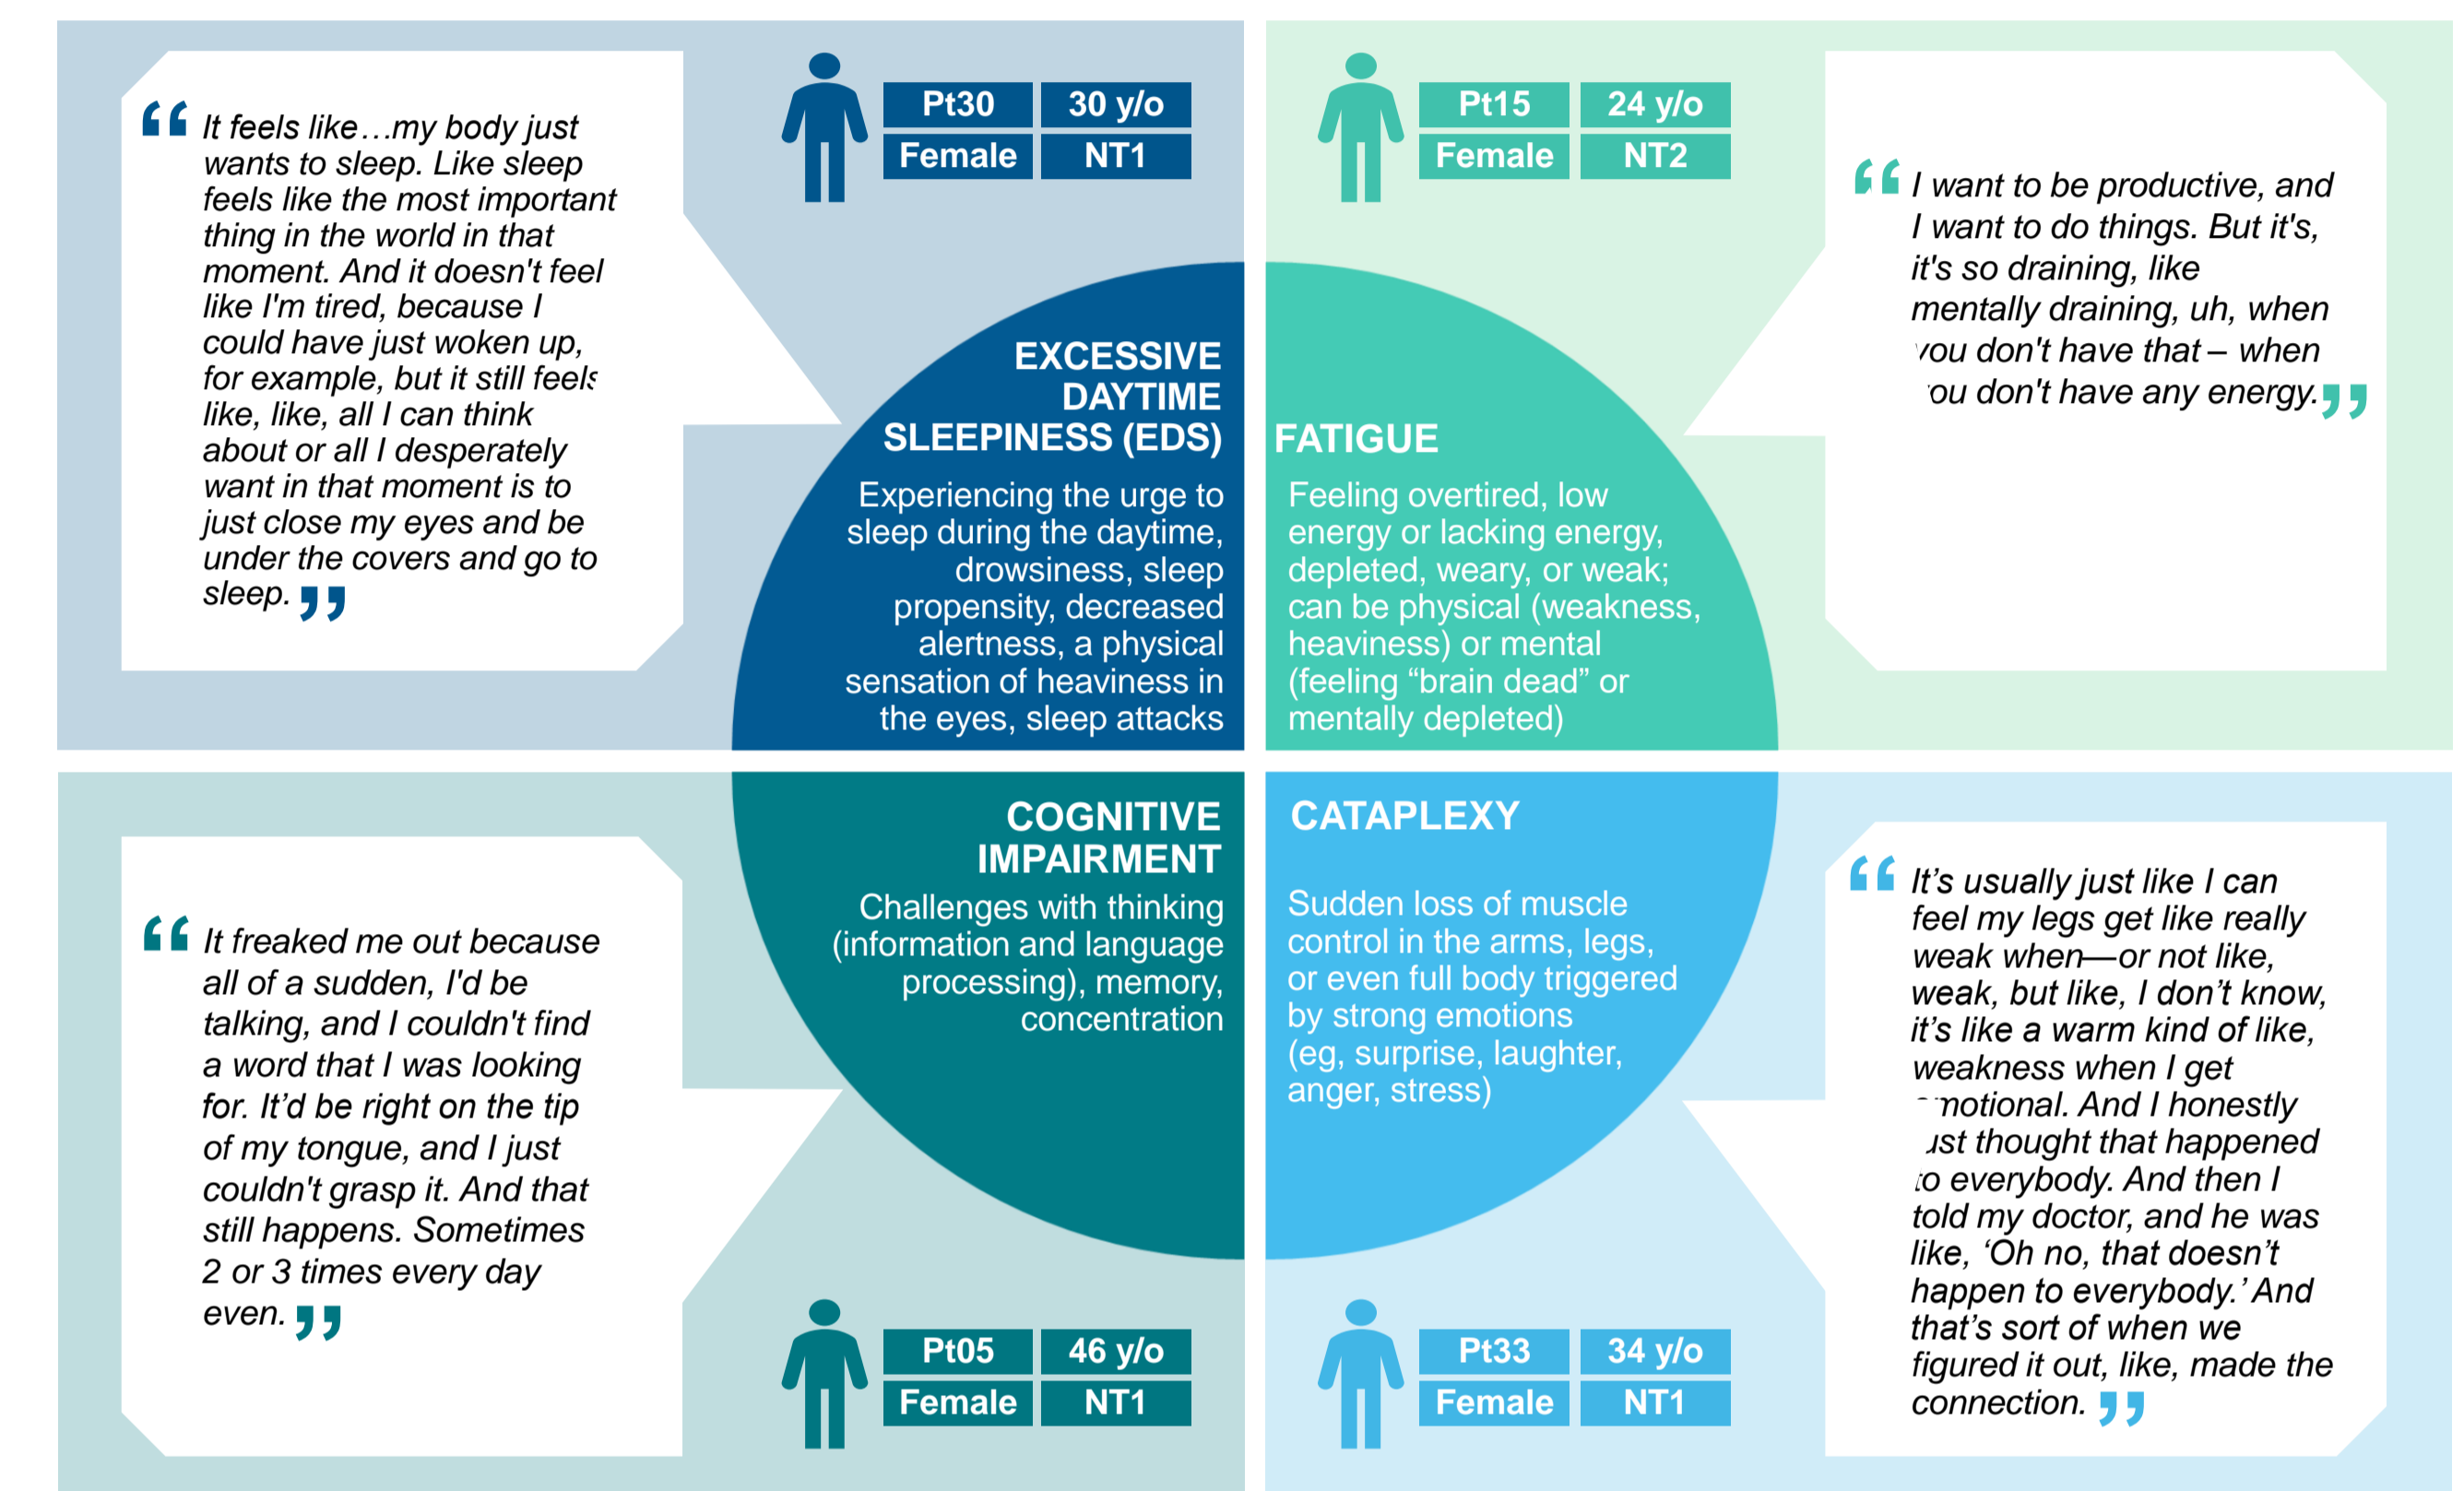 “ It feels like…my body just
wants to sleep. Like sleep
feels like the most important
thing in the world in that
moment. And it doesn't feel
like I'm tired, because I
could have just woken up,
for example, but it still feels
like, like, all I can think
about or all I desperately
want in that moment is to
just close my eyes and be
under the covers and go to
sleep. ”
Pt30 30 y/o
Female NT1
EXCESSIVE
DAYTIME
SLEEPINESS (EDS)
Experiencing the urge to
sleep during the daytime,
drowsiness, sleep
propensity, decreased
alertness, a physical
sensation of heaviness in
the eyes, sleep attacks
Pt15 24 y/o
Female NT2
FATIGUE
Feeling overtired, low
energy or lacking energy,
depleted, weary, or weak;
can be physical (weakness,
heaviness) or mental
(feeling “brain dead” or
mentally depleted)
“ I want to be productive, and
I want to do things. But it's,
it's so draining, like
mentally draining, uh, when
you don't have that – when
you don't have any energy. ”
“ It freaked me out because
all of a sudden, I'd be
talking, and I couldn't find
a word that I was looking
for. It’d be right on the tip
of my tongue, and I just
couldn't grasp it. And that
still happens. Sometimes
2 or 3 times every day
even. ”
COGNITIVE
IMPAIRMENT
Challenges with thinking
(information and language
processing), memory,
concentration
Pt05 46 y/o
Female NT1
CATAPLEXY
Sudden loss of muscle
control in the arms, legs,
or even full body triggered
by strong emotions
(eg, surprise, laughter,
anger, stress)
Pt33 34 y/o
Female NT1
“ It’s usually just like I can
feel my legs get like really
weak when—or not like,
weak, but like, I don’t know,
it’s like a warm kind of like,
weakness when I get
emotional. And I honestly
just thought that happened
to everybody. And then I
told my doctor, and he was
like, ‘Oh no, that doesn’t
happen to everybody.’ And
that’s sort of when we
figured it out, like, made the
connection. ”